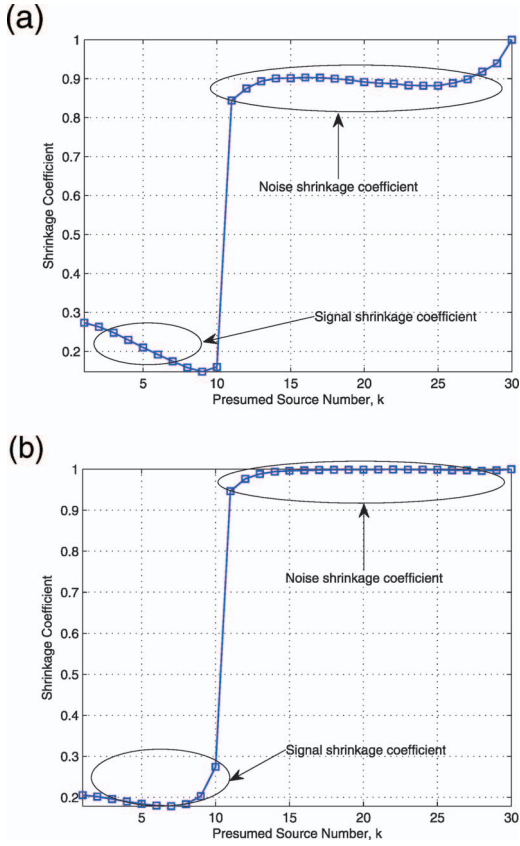 (a)
1
0.9
0.8
0.7
0.6
0.5
0.4
0.3
0.2
Shrinkage Coefficient
Noise shrinkage coefficient
Signal shrinkage coefficient
5 10 15 20 25 30
Presumed Source Number, k
(b)
1
0.9
0.8
0.7
0.6
0.5
0.4
0.3
0.2
Shrinkage Coefficient
Noise shrinkage coefficient
Signal shrinkage coefficient
5 10 15 20 25 30
Presumed Source Number, k